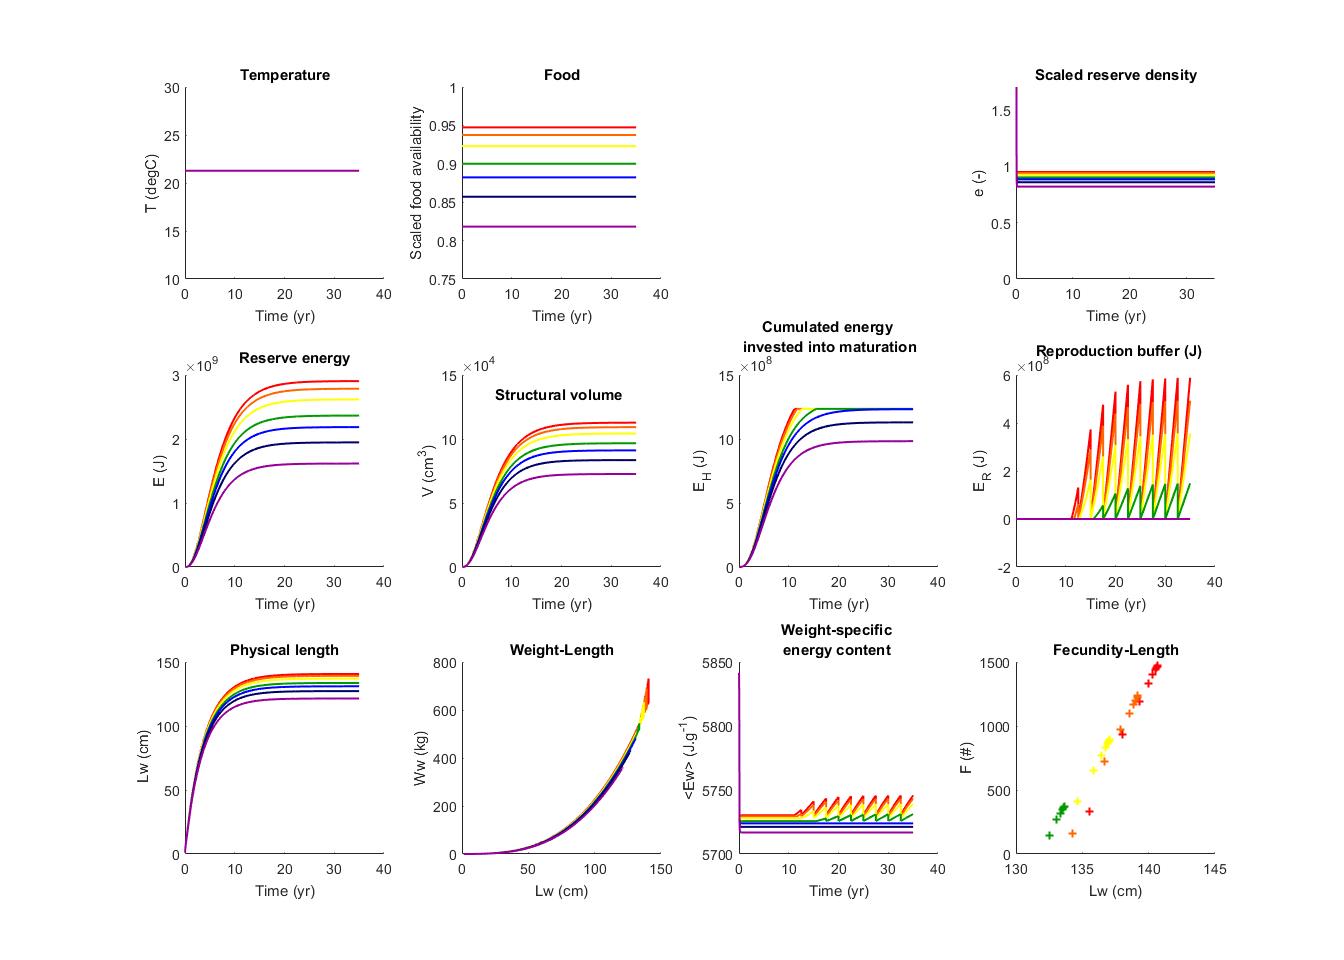 Temperature
30
25
20
15
10
T (degC)
0 10 20 30 40
Time (yr)
Food
1
0.95
0.9
0.85
0.8
0.75
Scaled food availability
0 10 20 30 40
Time (yr)
Scaled reserve density
1.5
1
0.5
0
e (-)
0 10 20 30
Time (yr)
Reserve energy
×10^9
3
2
1
0
E (J)
0 10 20 30 40
Time (yr)
Structural volume
×10^4
15
10
5
0
V (cm^3)
0 10 20 30 40
Time (yr)
Cumulated energy
invested into maturation
×10^8
15
10
5
0
E_H (J)
0 10 20 30 40
Time (yr)
Reproduction buffer (J)
×10^8
6
4
2
0
-2
E_R (J)
0 10 20 30 40
Time (yr)
Physical length
150
100
50
0
Lw (cm)
0 10 20 30 40
Time (yr)
Weight-Length
800
600
400
200
0
Ww (kg)
0 50 100 150
Lw (cm)
Weight-specific
energy content
5850
5800
5750
5700
<Ew> (J.g^-1)
0 10 20 30 40
Time (yr)
Fecundity-Length
1500
1000
500
0
F (#)
130 135 140 145
Lw (cm)